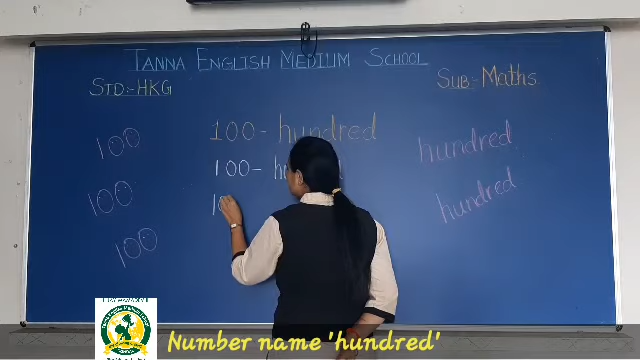 TANNA ENGLISH MEDIUM SCHOOL
STD:- HKG
SUB:- Maths.
100
100 - hundred
hundred
100 -
100
hundred
100
Number name 'hundred'